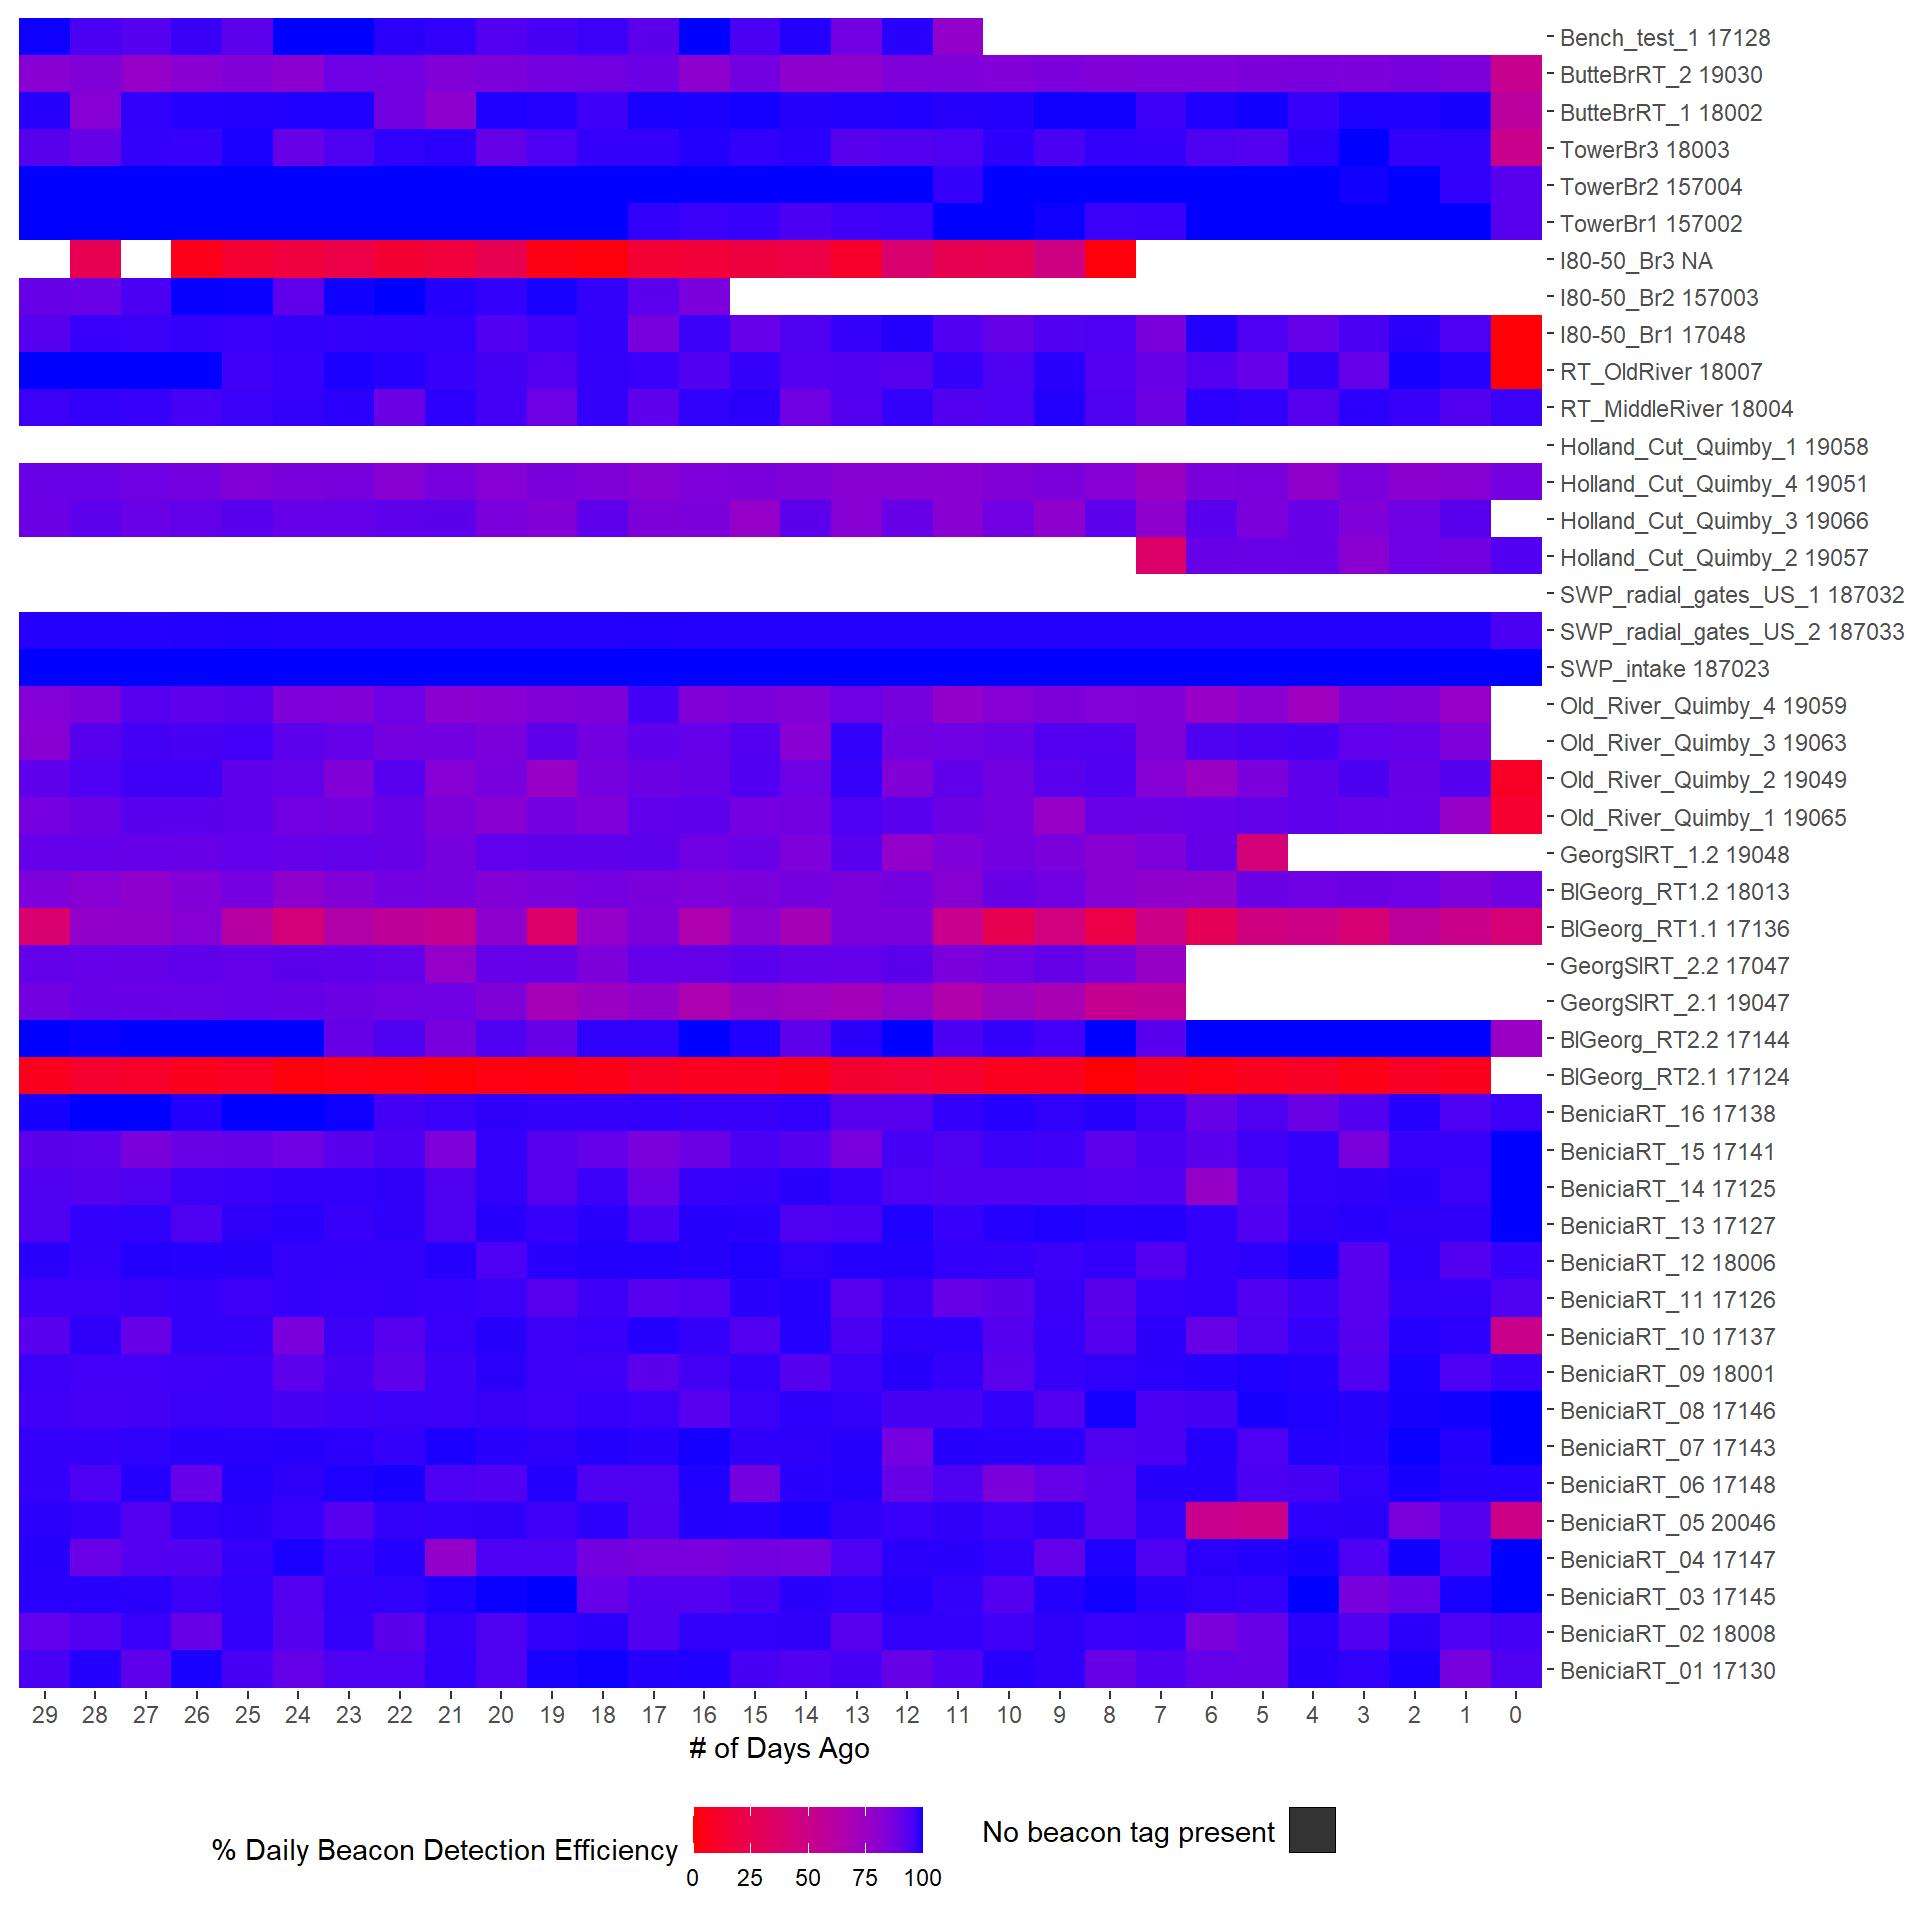 Bench_test_1 17128
ButteBrRT_2 19030
ButteBrRT_1 18002
TowerBr3 18003
TowerBr2 157004
TowerBr1 157002
I80-50_Br3 NA
I80-50_Br2 157003
I80-50_Br1 17048
RT_OldRiver 18007
RT_MiddleRiver 18004
Holland_Cut_Quimby_1 19058
Holland_Cut_Quimby_4 19051
Holland_Cut_Quimby_3 19066
Holland_Cut_Quimby_2 19057
SWP_radial_gates_US_1 187032
SWP_radial_gates_US_2 187033
SWP_intake 187023
Old_River_Quimby_4 19059
Old_River_Quimby_3 19063
Old_River_Quimby_2 19049
Old_River_Quimby_1 19065
GeorgSlRT_1.2 19048
BlGeorg_RT1.2 18013
BlGeorg_RT1.1 17136
GeorgSlRT_2.2 17047
GeorgSlRT_2.1 19047
BlGeorg_RT2.2 17144
BlGeorg_RT2.1 17124
BeniciaRT_16 17138
BeniciaRT_15 17141
BeniciaRT_14 17125
BeniciaRT_13 17127
BeniciaRT_12 18006
BeniciaRT_11 17126
BeniciaRT_10 17137
BeniciaRT_09 18001
BeniciaRT_08 17146
BeniciaRT_07 17143
BeniciaRT_06 17148
BeniciaRT_05 20046
BeniciaRT_04 17147
BeniciaRT_03 17145
BeniciaRT_02 18008
BeniciaRT_01 17130
29 28 27 26 25 24 23 22 21 20 19 18 17 16 15 14 13 12 11 10 9 8 7 6 5 4 3 2 1 0
# of Days Ago
% Daily Beacon Detection Efficiency
0 25 50 75 100
No beacon tag present